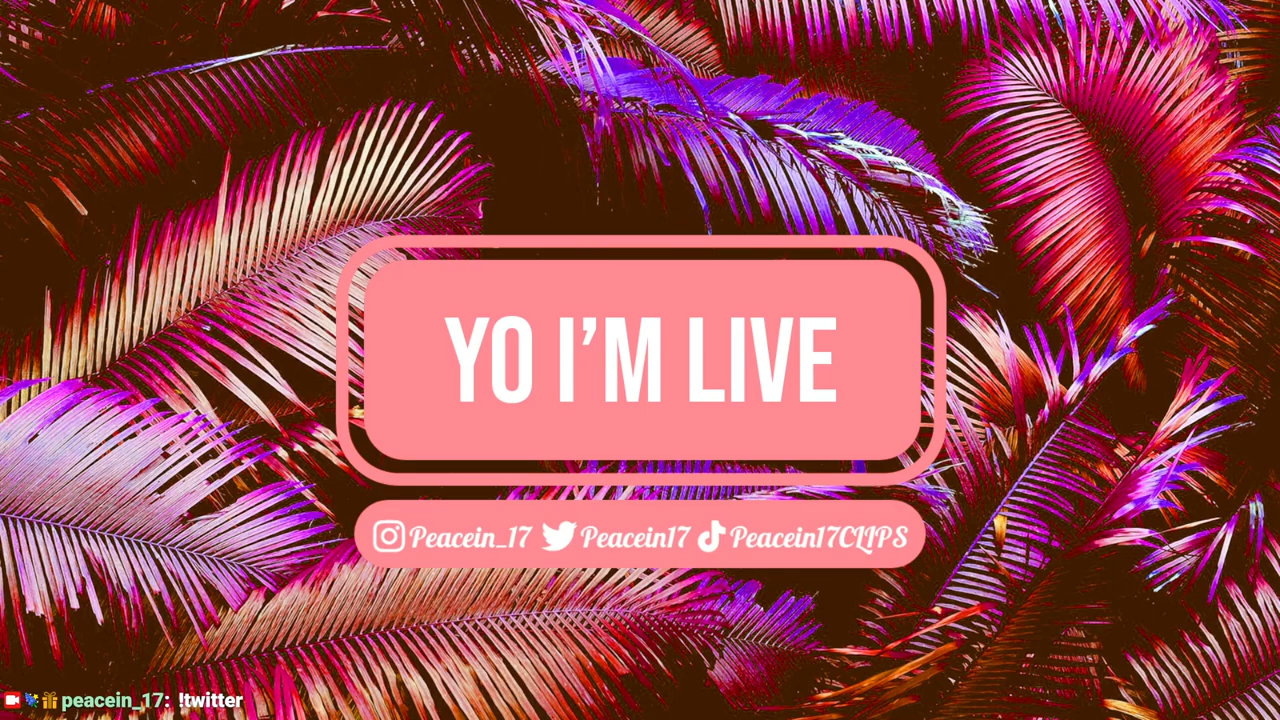 YO I’M LIVE
Peacein_17 Peacein17 Peacein17CLIPS
peacein_17: !twitter